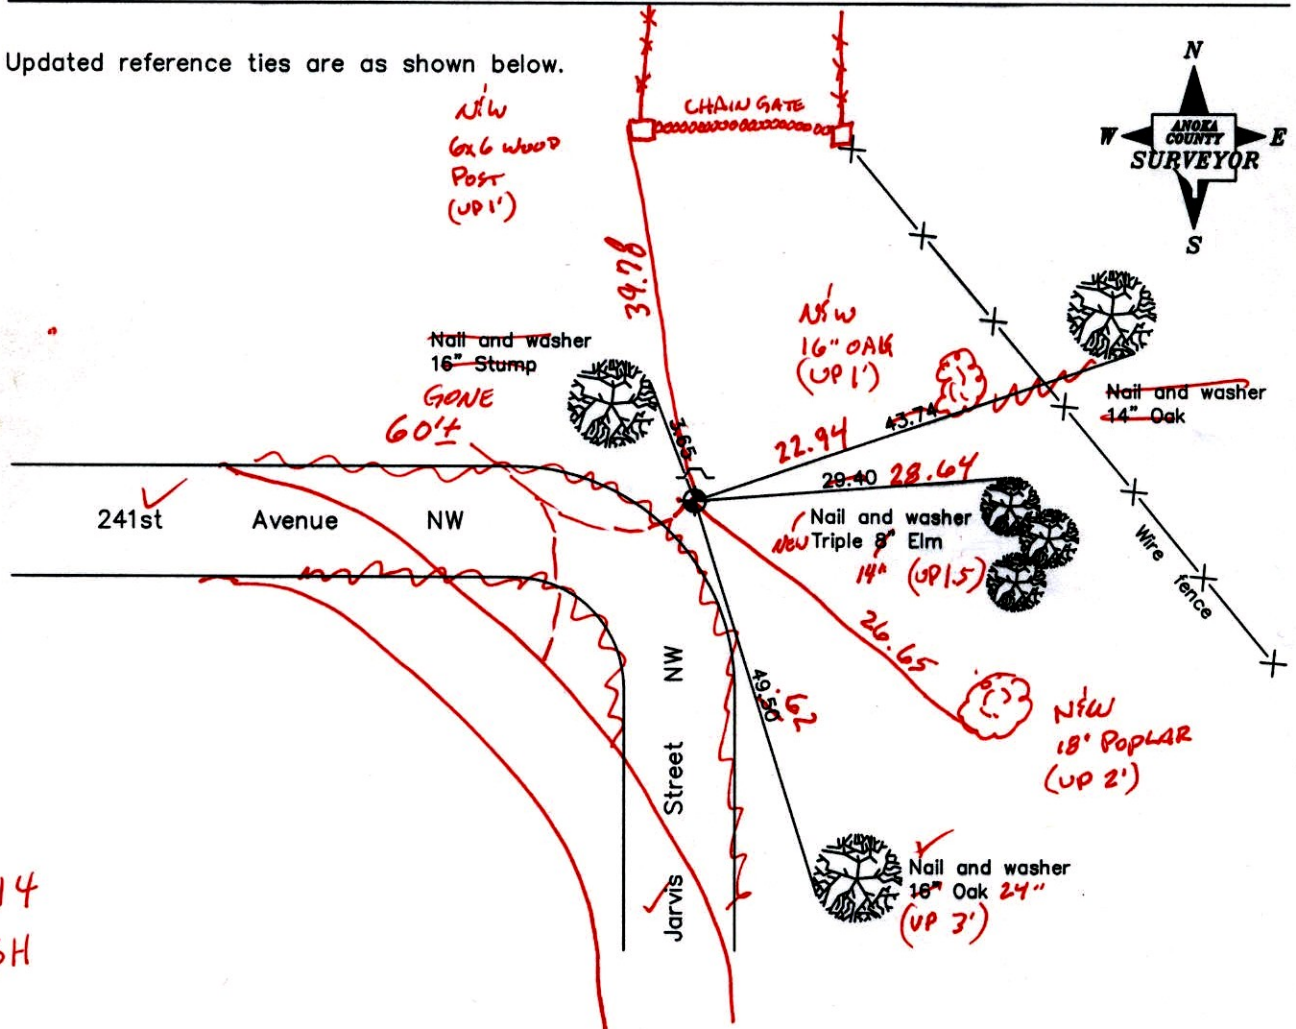 Updated reference ties are as shown below.
N
W
ANOKA
COUNTY
E
SURVEYOR
S
NEW
6x6 WOOD
POST
(UP 1')
CHAIN GATE
39.78
NEW
16" OAK
(UP 1')
Nail and washer
16" Stump
GONE
60'±
3.65
43.74
22.94
Nail and washer
14" Oak
29.40 28.64
241st Avenue NW
Nail and washer
NEW Triple 8" Elm
14" (UP 1.5)
Wire fence
26.65
49.50
.62
NEW
18" POPLAR
(UP 2')
Jarvis Street NW
Nail and washer
16" Oak 24"
(UP 3')
14